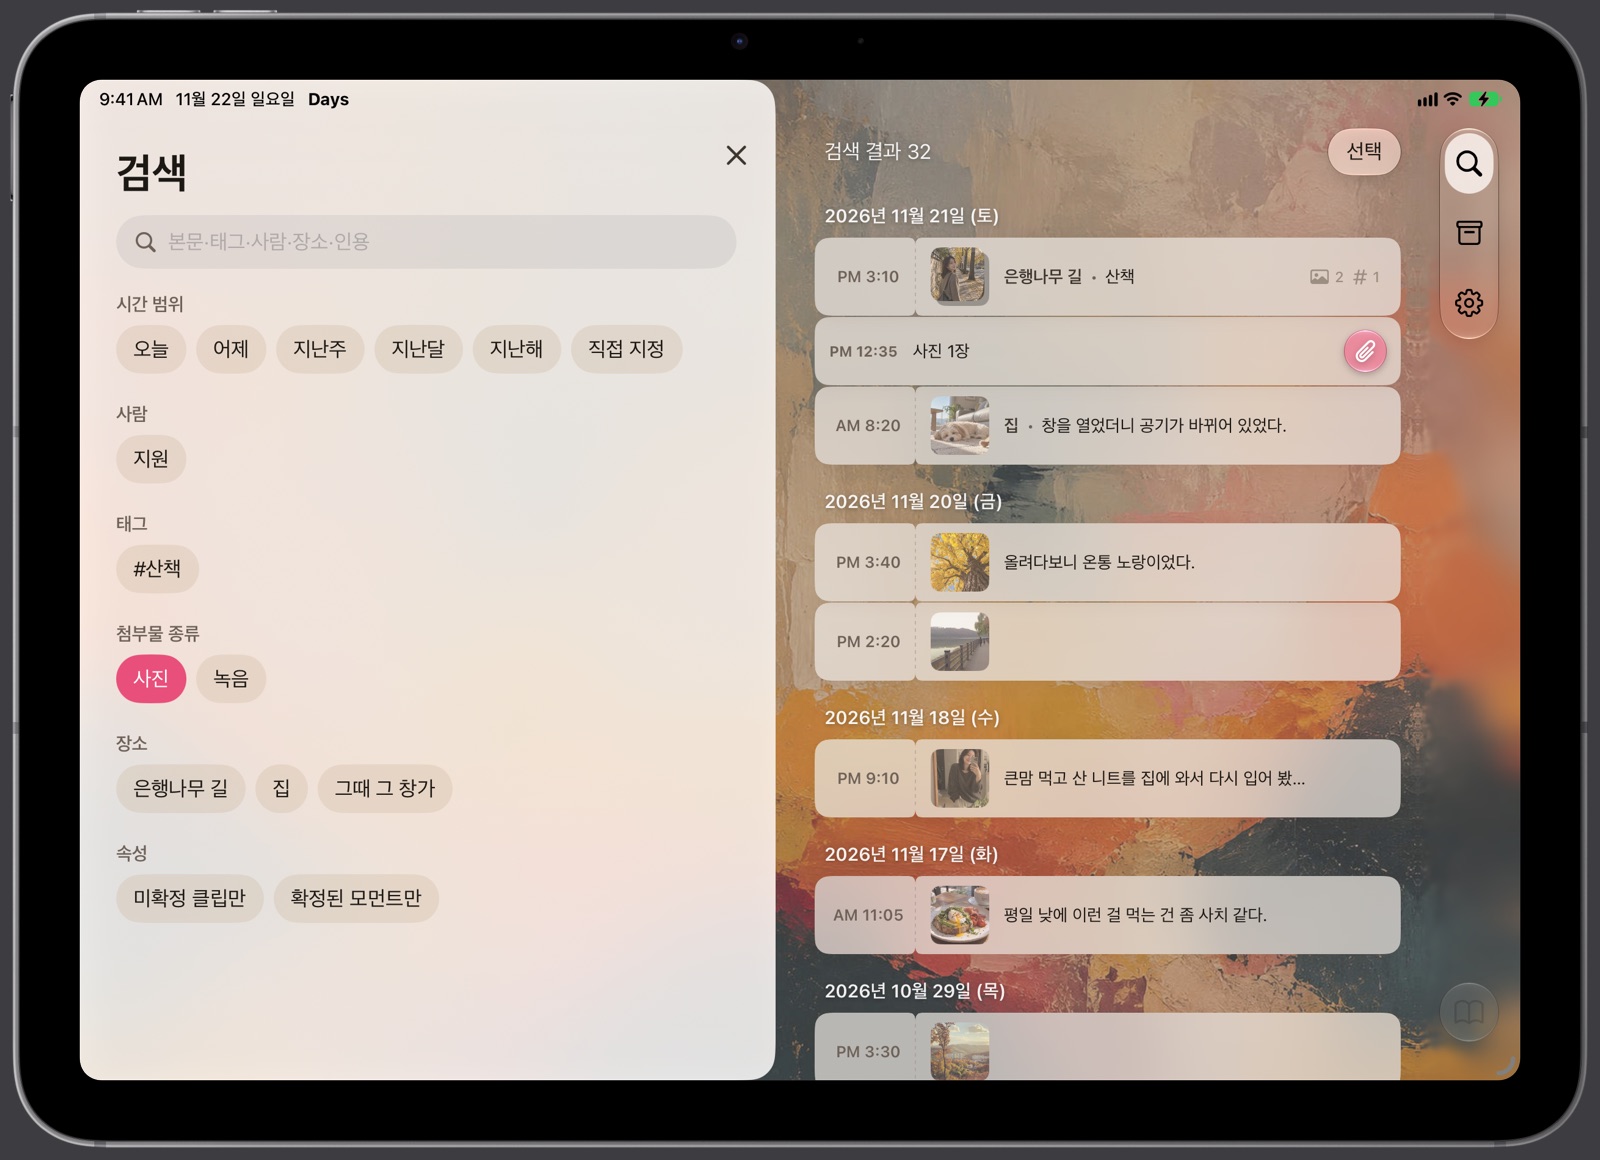 9:41 AM 11월 22일 일요일 Days
검색
본문·태그·사람·장소·인용
시간 범위
오늘 어제 지난주 지난달 지난해 직접 지정
사람
지원
태그
#산책
첨부물 종류
사진 녹음
장소
은행나무 길 집 그때 그 창가
속성
미확정 클립만 확정된 모먼트만
검색 결과 32 선택
2026년 11월 21일 (토)
PM 3:10 은행나무 길 • 산책 2 # 1
PM 12:35 사진 1장
AM 8:20 집 • 창을 열었더니 공기가 바뀌어 있었다.
2026년 11월 20일 (금)
PM 3:40 올려다보니 온통 노랑이었다.
PM 2:20
2026년 11월 18일 (수)
PM 9:10 큰맘 먹고 산 니트를 집에 와서 다시 입어 봤...
2026년 11월 17일 (화)
AM 11:05 평일 낮에 이런 걸 먹는 건 좀 사치 같다.
2026년 10월 29일 (목)
PM 3:30